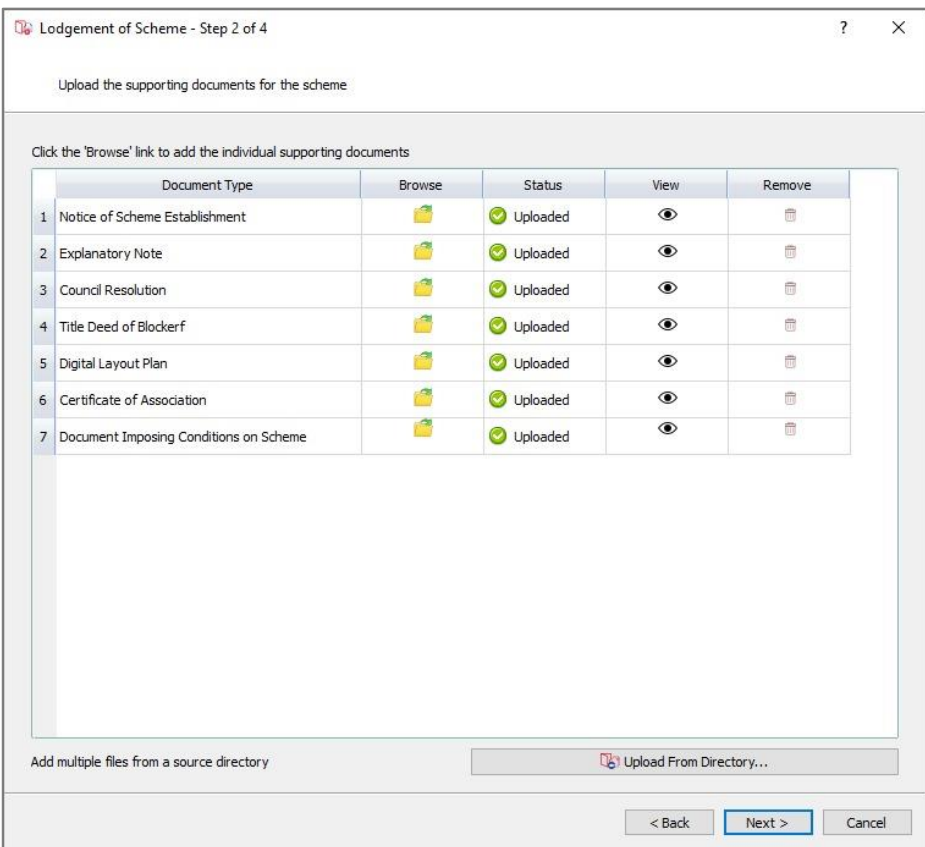 Lodgement of Scheme - Step 2 of 4 ?
Upload the supporting documents for the scheme
Click the 'Browse' link to add the individual supporting documents
Document Type Browse Status View Remove
1 Notice of Scheme Establishment Uploaded
2 Explanatory Note Uploaded
3 Council Resolution Uploaded
4 Title Deed of Blockerf Uploaded
5 Digital Layout Plan Uploaded
6 Certificate of Association Uploaded
7 Document Imposing Conditions on Scheme Uploaded
Add multiple files from a source directory Upload From Directory...
< Back Next > Cancel